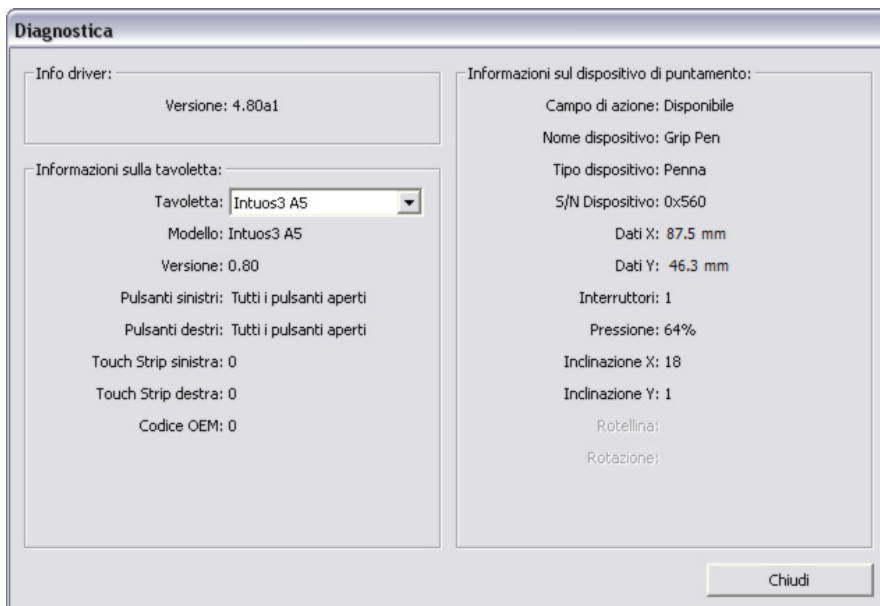 Diagnostica
Info driver:
Versione: 4.80a1
Informazioni sulla tavoletta:
Tavoletta: Intuos3 A5
Modello: Intuos3 A5
Versione: 0.80
Pulsanti sinistri: Tutti i pulsanti aperti
Pulsanti destri: Tutti i pulsanti aperti
Touch Strip sinistra: 0
Touch Strip destra: 0
Codice OEM: 0
Informazioni sul dispositivo di puntamento:
Campo di azione: Disponibile
Nome dispositivo: Grip Pen
Tipo dispositivo: Penna
S/N Dispositivo: 0x560
Dati X: 87.5 mm
Dati Y: 46.3 mm
Interruttori: 1
Pressione: 64%
Inclinazione X: 18
Inclinazione Y: 1
Rotellina:
Rotazione:
Chiudi